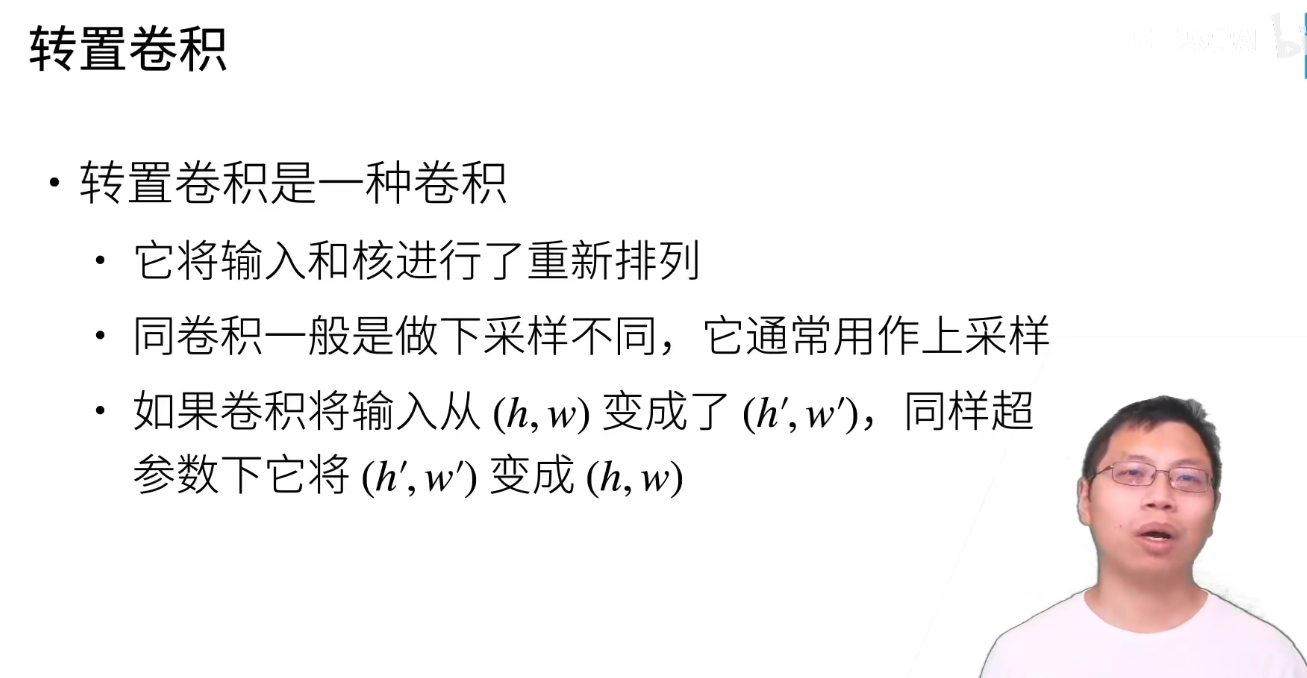 转置卷积
• 转置卷积是一种卷积
• 它将输入和核进行了重新排列
• 同卷积一般是做下采样不同，它通常用作上采样
• 如果卷积将输入从 (h, w) 变成了 (h′, w′)，同样超
参数下它将 (h′, w′) 变成 (h, w)